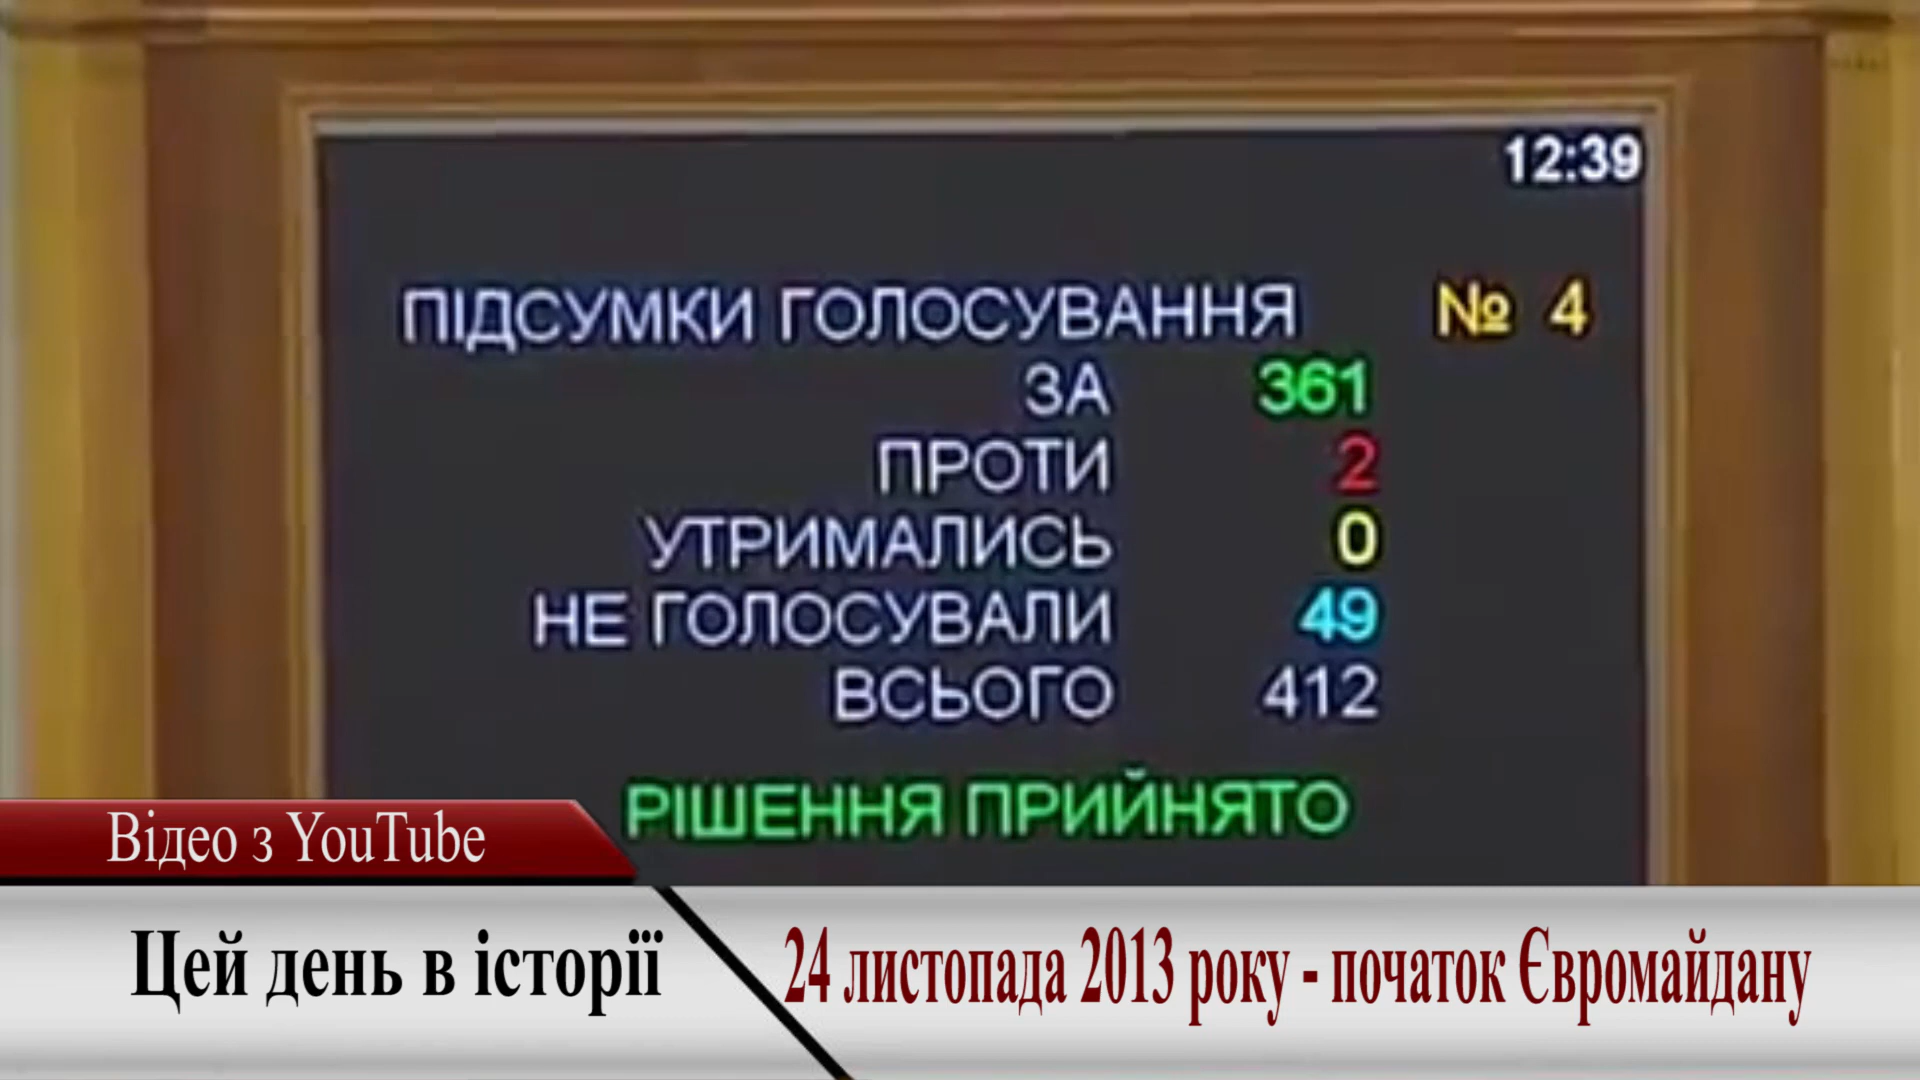 12:39
ПІДСУМКИ ГОЛОСУВАННЯ № 4
ЗА 361
ПРОТИ 2
УТРИМАЛИСЬ 0
НЕ ГОЛОСУВАЛИ 49
ВСЬОГО 412
РІШЕННЯ ПРИЙНЯТО
Відео з YouTube
Цей день в історії
24 листопада 2013 року - початок Євромайдану